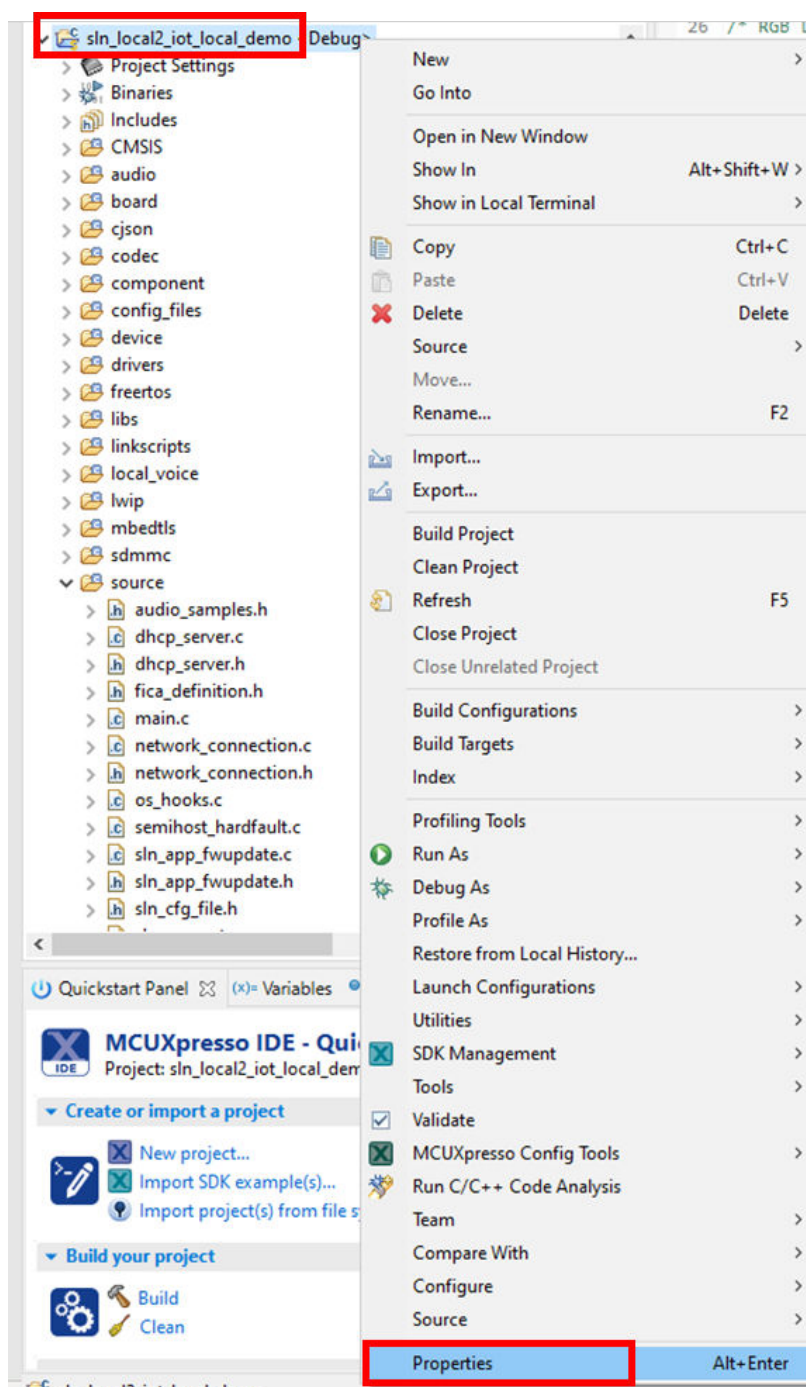 sln_local2_iot_local_demo
Debug>
Project Settings
Binaries
Includes
CMSIS
audio
board
cjson
codec
component
config_files
device
drivers
freertos
libs
linkscripts
local_voice
lwip
mbedtls
sdmmc
source
audio_samples.h
dhcp_server.c
dhcp_server.h
fica_definition.h
main.c
network_connection.c
network_connection.h
os_hooks.c
semihost_hardfault.c
sln_app_fwupdate.c
sln_app_fwupdate.h
sln_cfg_file.h
26 /* RGB
New
Go Into
Open in New Window
Show In Alt+Shift+W
Show in Local Terminal
Copy Ctrl+C
Paste Ctrl+V
Delete Delete
Source
Move...
Rename... F2
Import...
Export...
Build Project
Clean Project
Refresh F5
Close Project
Close Unrelated Project
Build Configurations
Build Targets
Index
Profiling Tools
Run As
Debug As
Profile As
Restore from Local History...
Launch Configurations
Utilities
SDK Management
Tools
Validate
MCUXpresso Config Tools
Run C/C++ Code Analysis
Team
Compare With
Configure
Source
Properties Alt+Enter
Quickstart Panel (x)= Variables
IDE
MCUXpresso IDE - Qui
Project: sln_local2_iot_local_dem
Create or import a project
New project...
Import SDK example(s)...
Import project(s) from file s
Build your project
Build
Clean